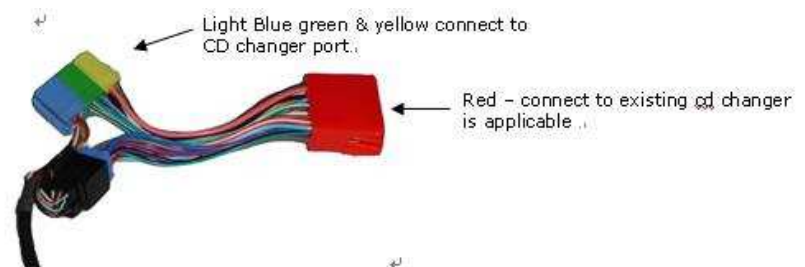 Light Blue green & yellow connect to
CD changer port.
Red – connect to existing cd changer
is applicable .